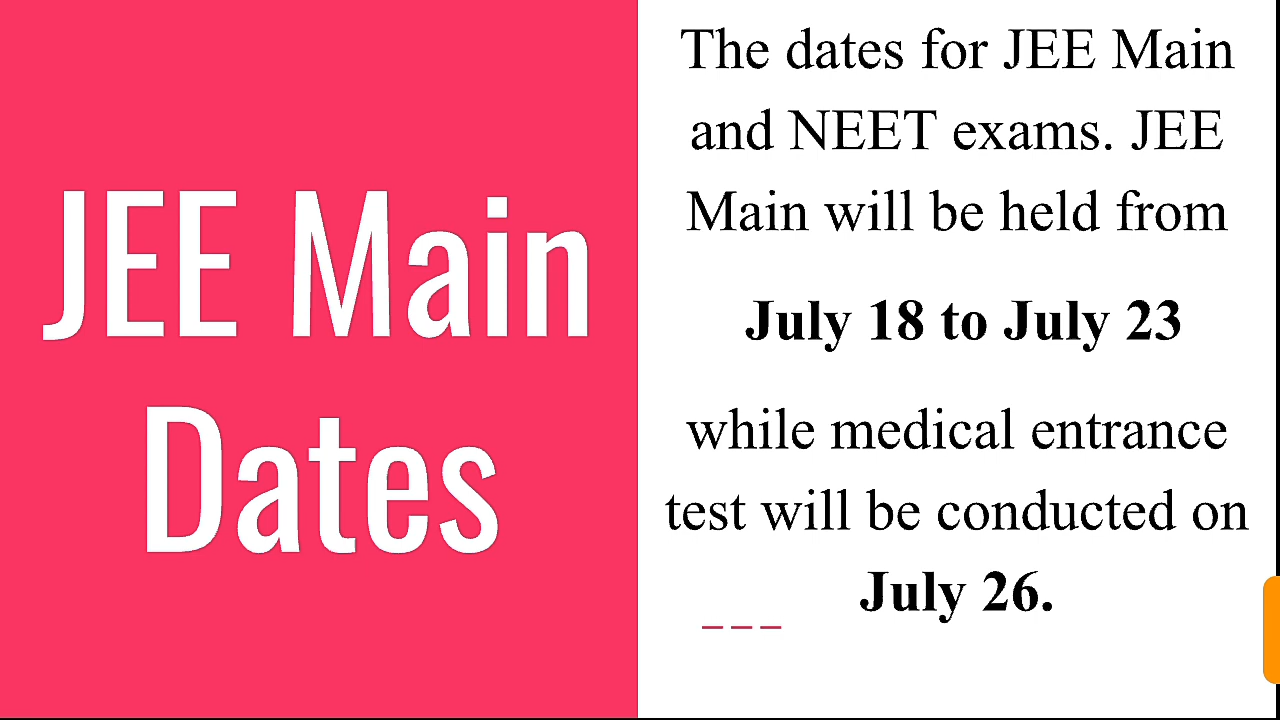 JEE Main
Dates
The dates for JEE Main
and NEET exams. JEE
Main will be held from
July 18 to July 23
while medical entrance
test will be conducted on
July 26.